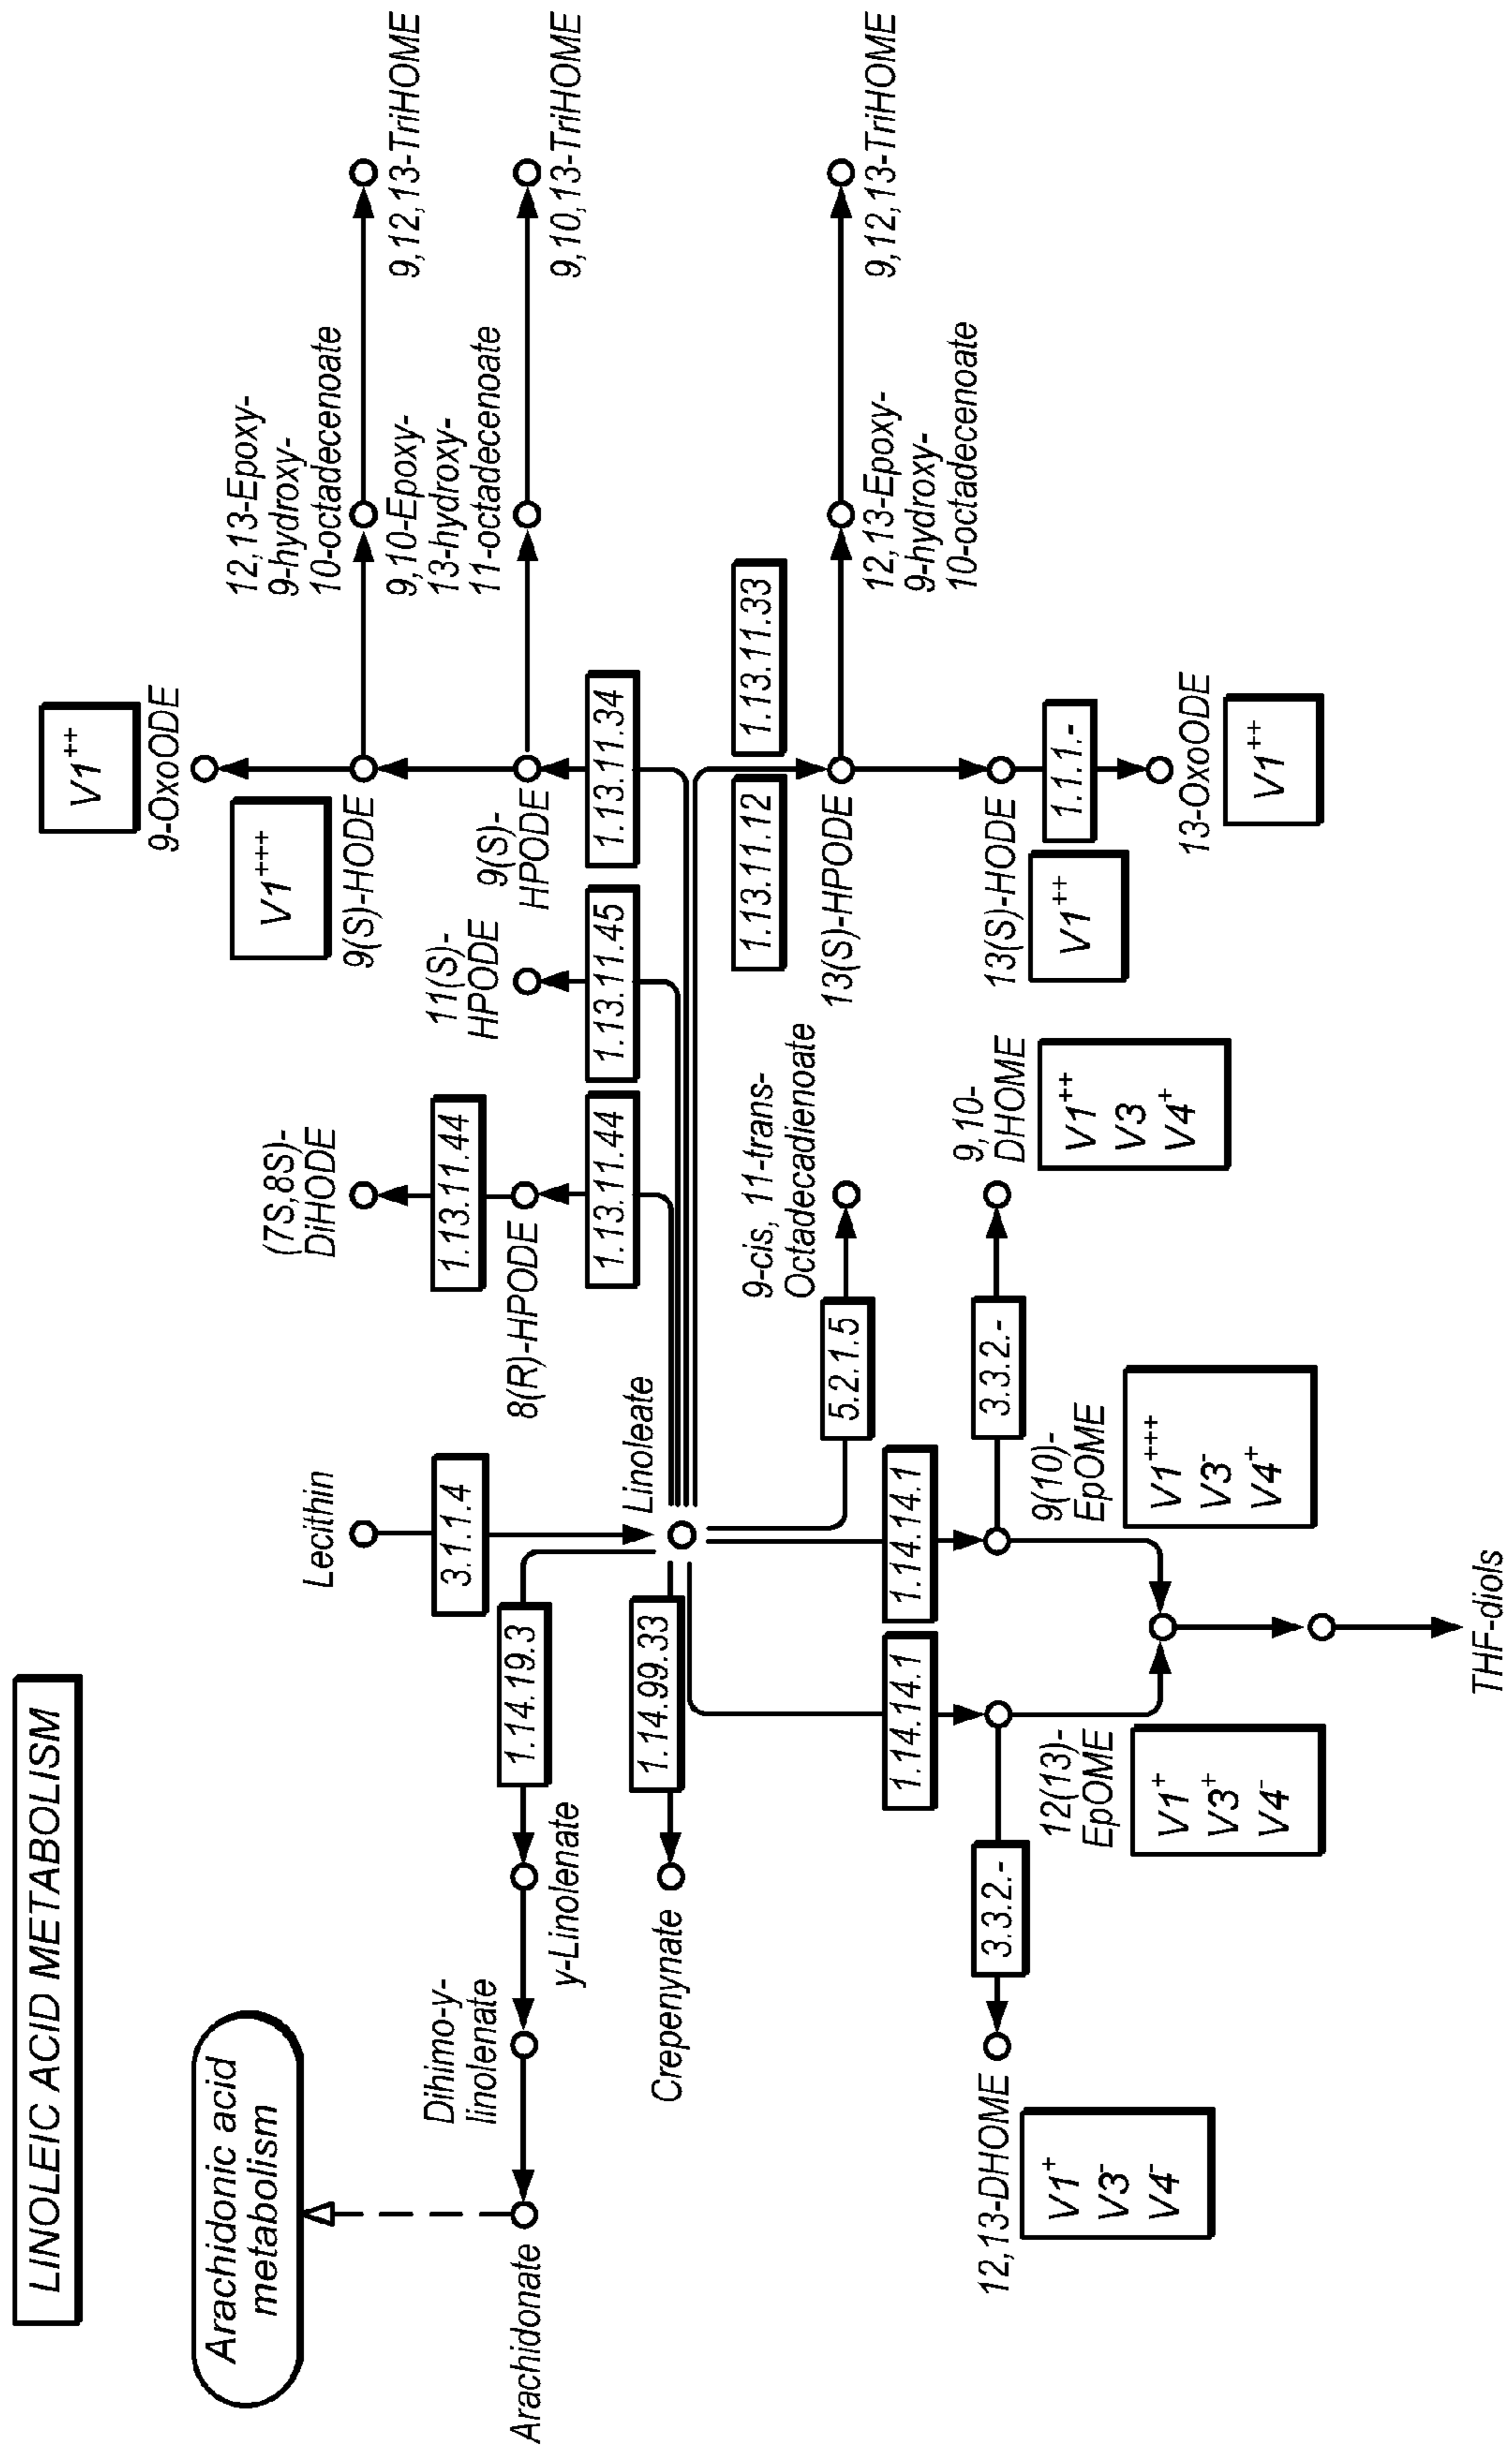 LINOLEIC ACID METABOLISM
Arachidonic acid
metabolism
Arachidonate
Dihimo-y-
linolenate
y-Linolenate
1.14.19.3
Lecithin
3.1.1.4
Linoleate
1.14.99.33
Crepenynate
(7S,8S)-
DiHODE
1.13.11.44
8(R)-HPODE
1.13.11.44
11(S)-
HPODE
1.13.11.45
V1++
9-OxoODE
V1+++
9(S)-HODE
9(S)-
HPODE
1.13.11.34
12,13-Epoxy-
9-hydroxy-
10-octadecenoate
9,12,13-TriHOME
9,10-Epoxy-
13-hydroxy-
11-octadecenoate
9,10,13-TriHOME
1.13.11.12
1.13.11.33
13(S)-HPODE
12,13-Epoxy-
9-hydroxy-
10-octadecenoate
9,12,13-TriHOME
13(S)-HODE
V1++
1.1.1.-
13-OxoODE
V1++
9-cis, 11-trans-
Octadecadienoate
5.2.1.5
1.14.14.1
1.14.14.1
3.3.2.-
9,10-
DHOME
V1++
V3
V4+
9(10)-
EpOME
V1+++
V3-
V4+
12(13)-
EpOME
V1+
V3+
V4-
3.3.2.-
12,13-DHOME
V1+
V3-
V4-
THF-diols